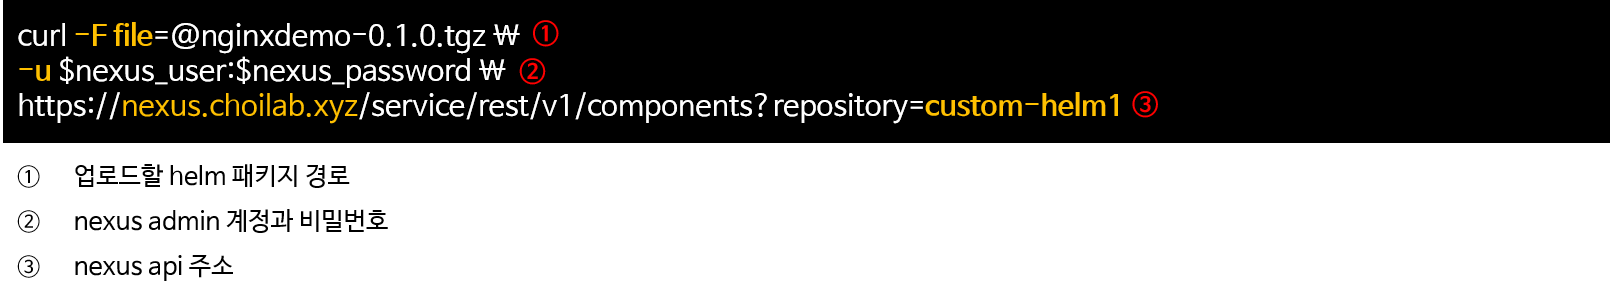 curl -F file=@nginxdemo-0.1.0.tgz ₩ ①
-u $nexus_user:$nexus_password ₩ ②
https://nexus.choilab.xyz/service/rest/v1/components?repository=custom-helm1 ③
① 업로드할 helm 패키지 경로
② nexus admin 계정과 비밀번호
③ nexus api 주소